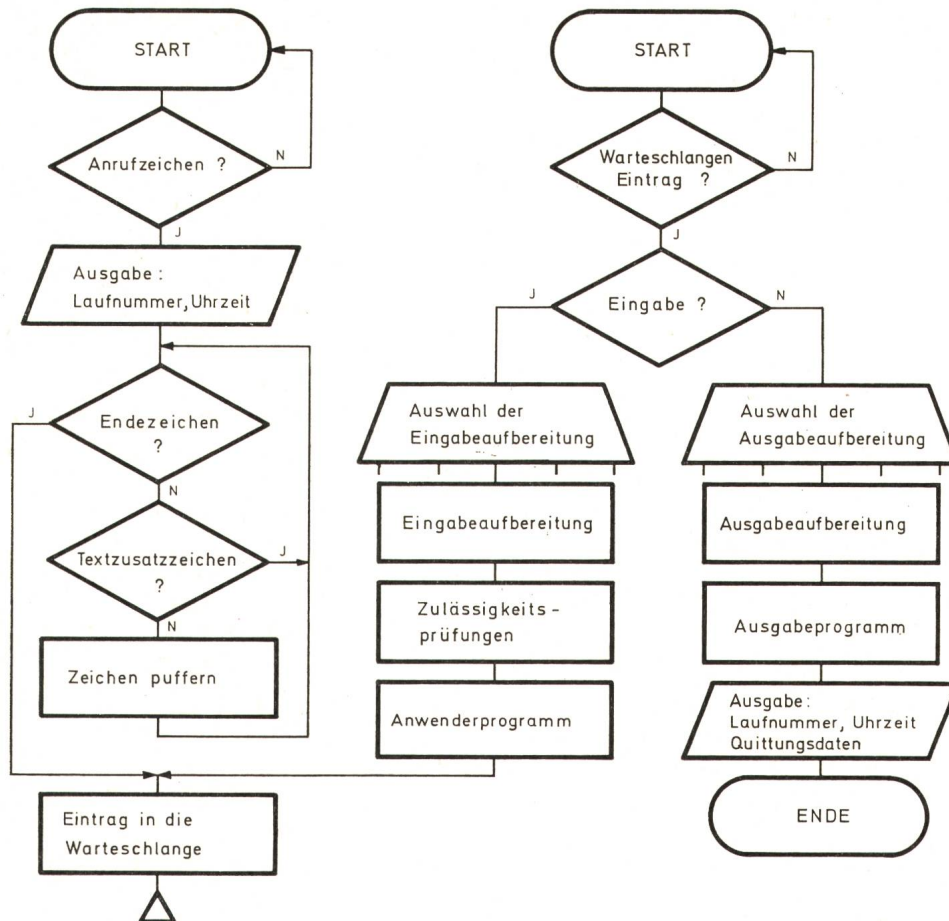 START
N
Anrufzeichen ?
J
Ausgabe :
Laufnummer, Uhrzeit
J
Endezeichen
?
N
Textzusatzzeichen
?
J
N
Zeichen puffern
Eintrag in die
Warteschlange
START
Warteschlangen
Eintrag ?
N
J
Eingabe ?
J
N
Auswahl der
Eingabeaufbereitung
Eingabeaufbereitung
Zulässigkeits -
prüfungen
Anwenderprogramm
Auswahl der
Ausgabeaufbereitung
Ausgabeaufbereitung
Ausgabeprogramm
Ausgabe :
Laufnummer, Uhrzeit
Quittungsdaten
ENDE